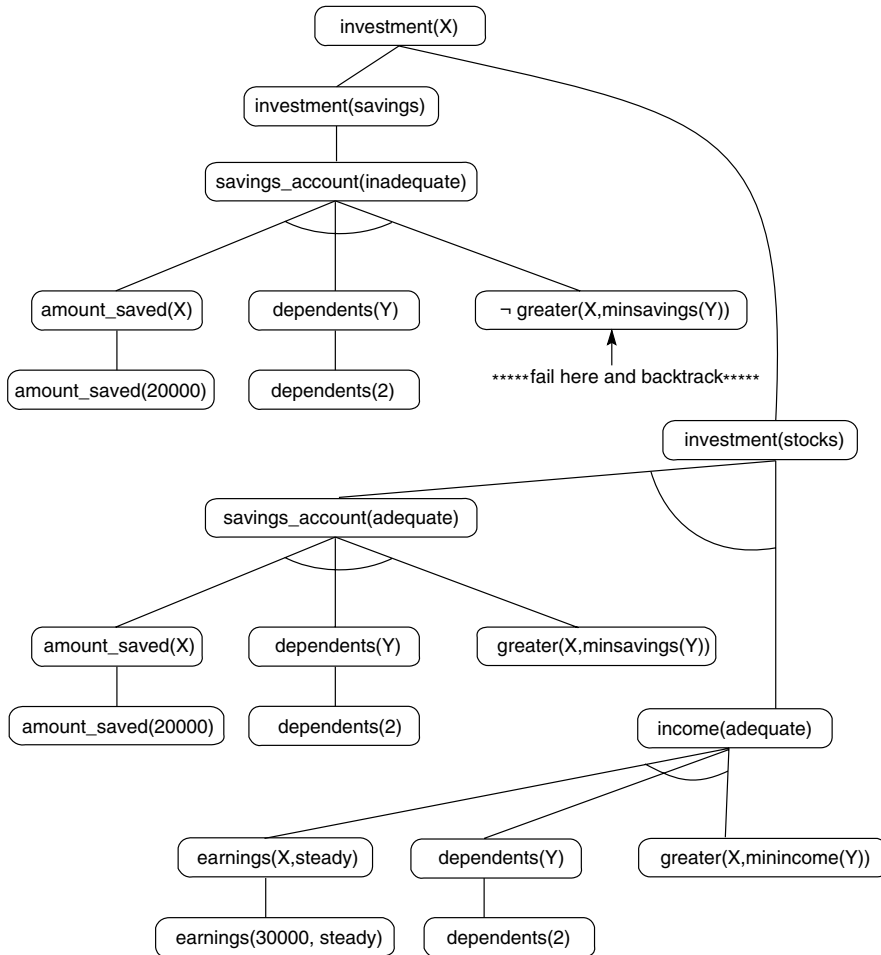 investment(X)
investment(savings)
savings_account(inadequate)
amount_saved(X)
dependents(Y)
¬ greater(X,minsavings(Y))
amount_saved(20000)
dependents(2)
*****fail here and backtrack*****
investment(stocks)
savings_account(adequate)
amount_saved(X)
dependents(Y)
greater(X,minsavings(Y))
amount_saved(20000)
dependents(2)
income(adequate)
earnings(X,steady)
dependents(Y)
greater(X,minincome(Y))
earnings(30000, steady)
dependents(2)